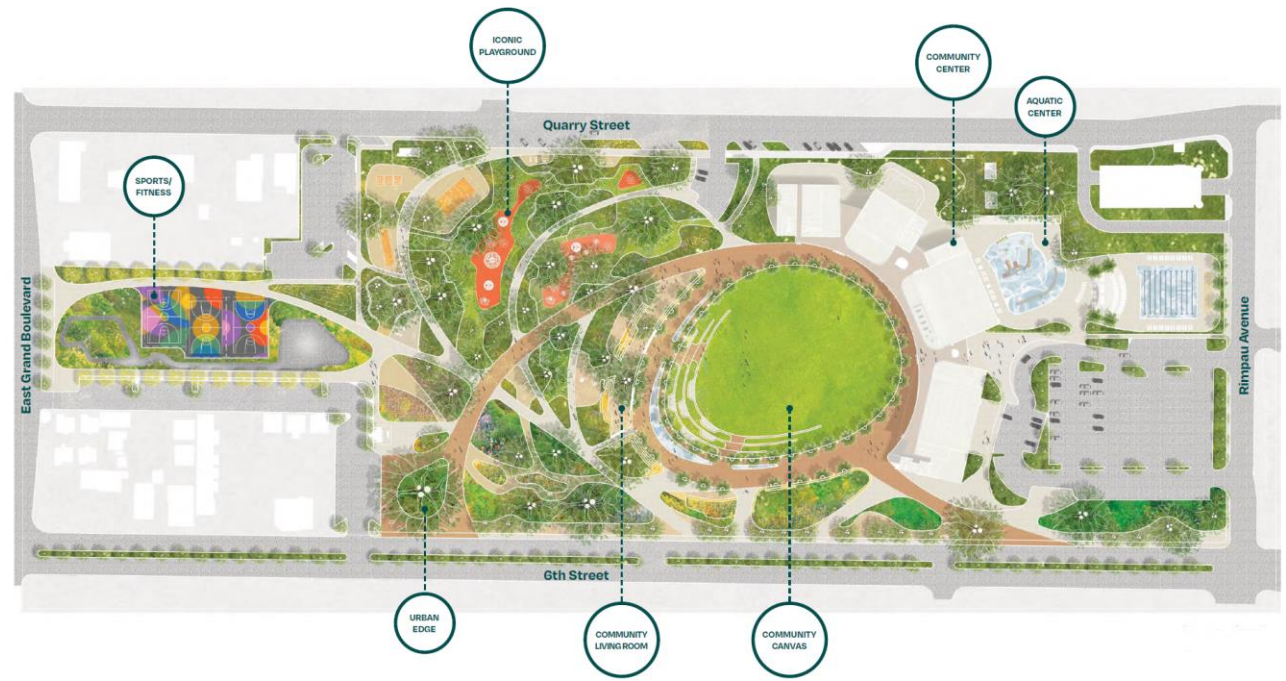 ICONIC
PLAYGROUND
COMMUNITY
CENTER
AQUATIC
CENTER
Quarry Street
SPORTS/
FITNESS
East Grand Boulevard
Rimpau Avenue
6th Street
URBAN
EDGE
COMMUNITY
LIVING ROOM
COMMUNITY
CANVAS